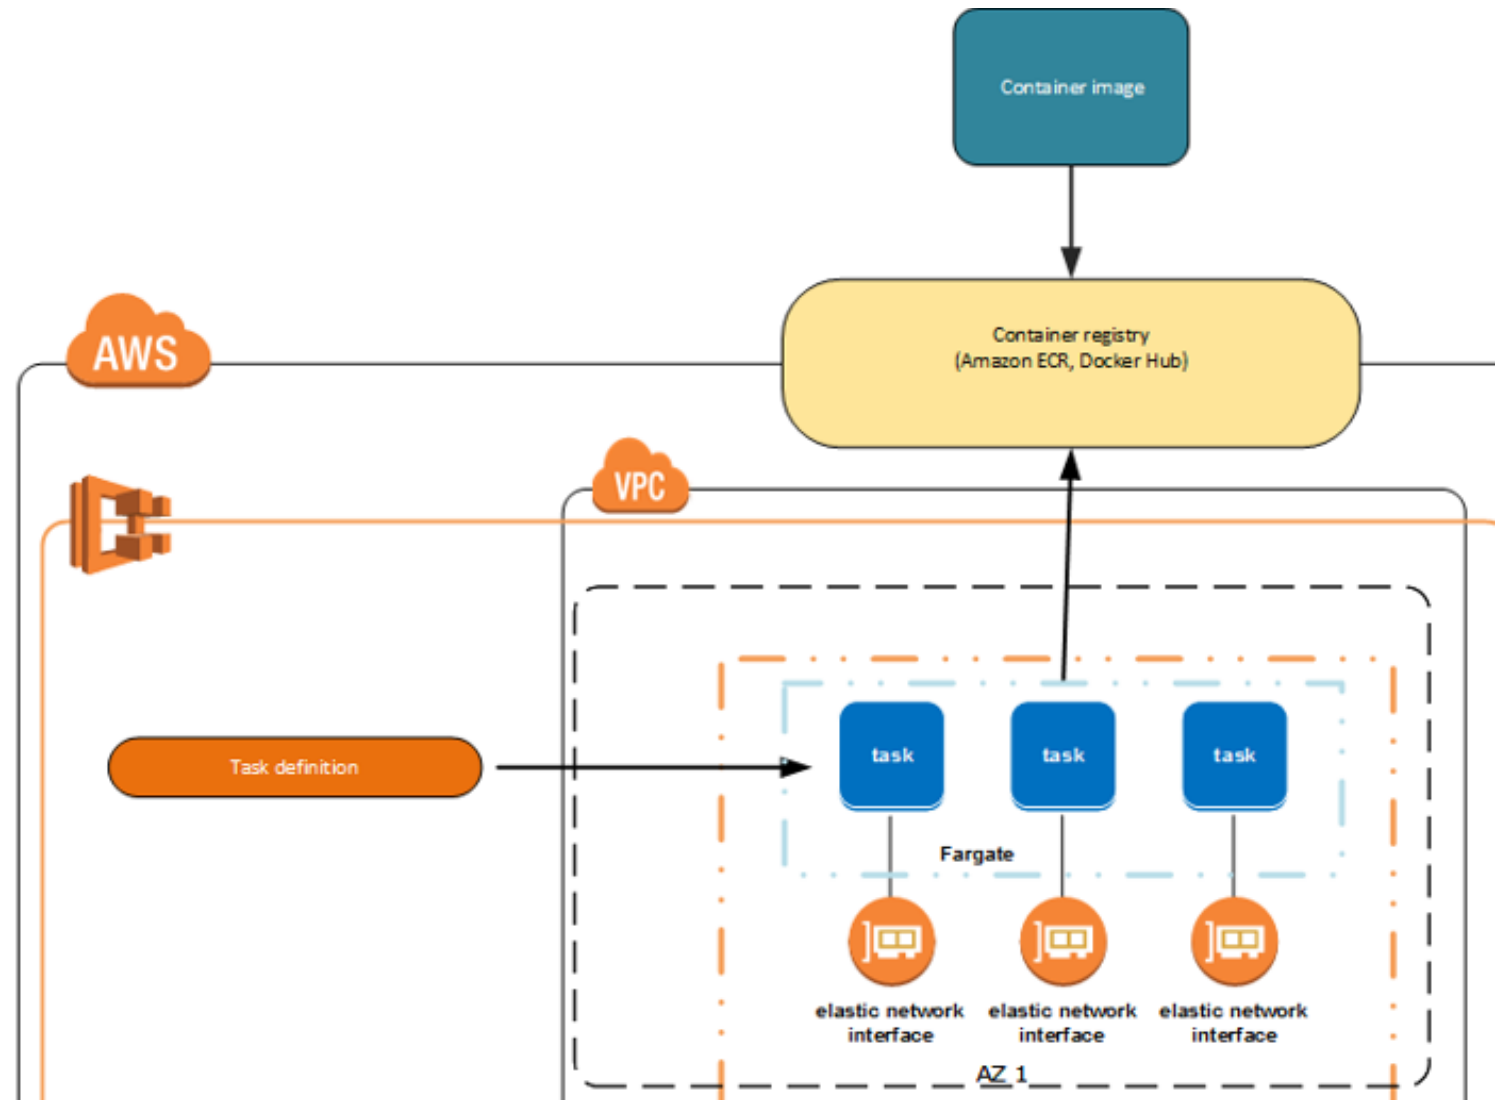 Container image
Container registry
(Amazon ECR, Docker Hub)
AWS
VPC
Task definition
task
task
task
Fargate
elastic network
interface
elastic network
interface
elastic network
interface
AZ 1